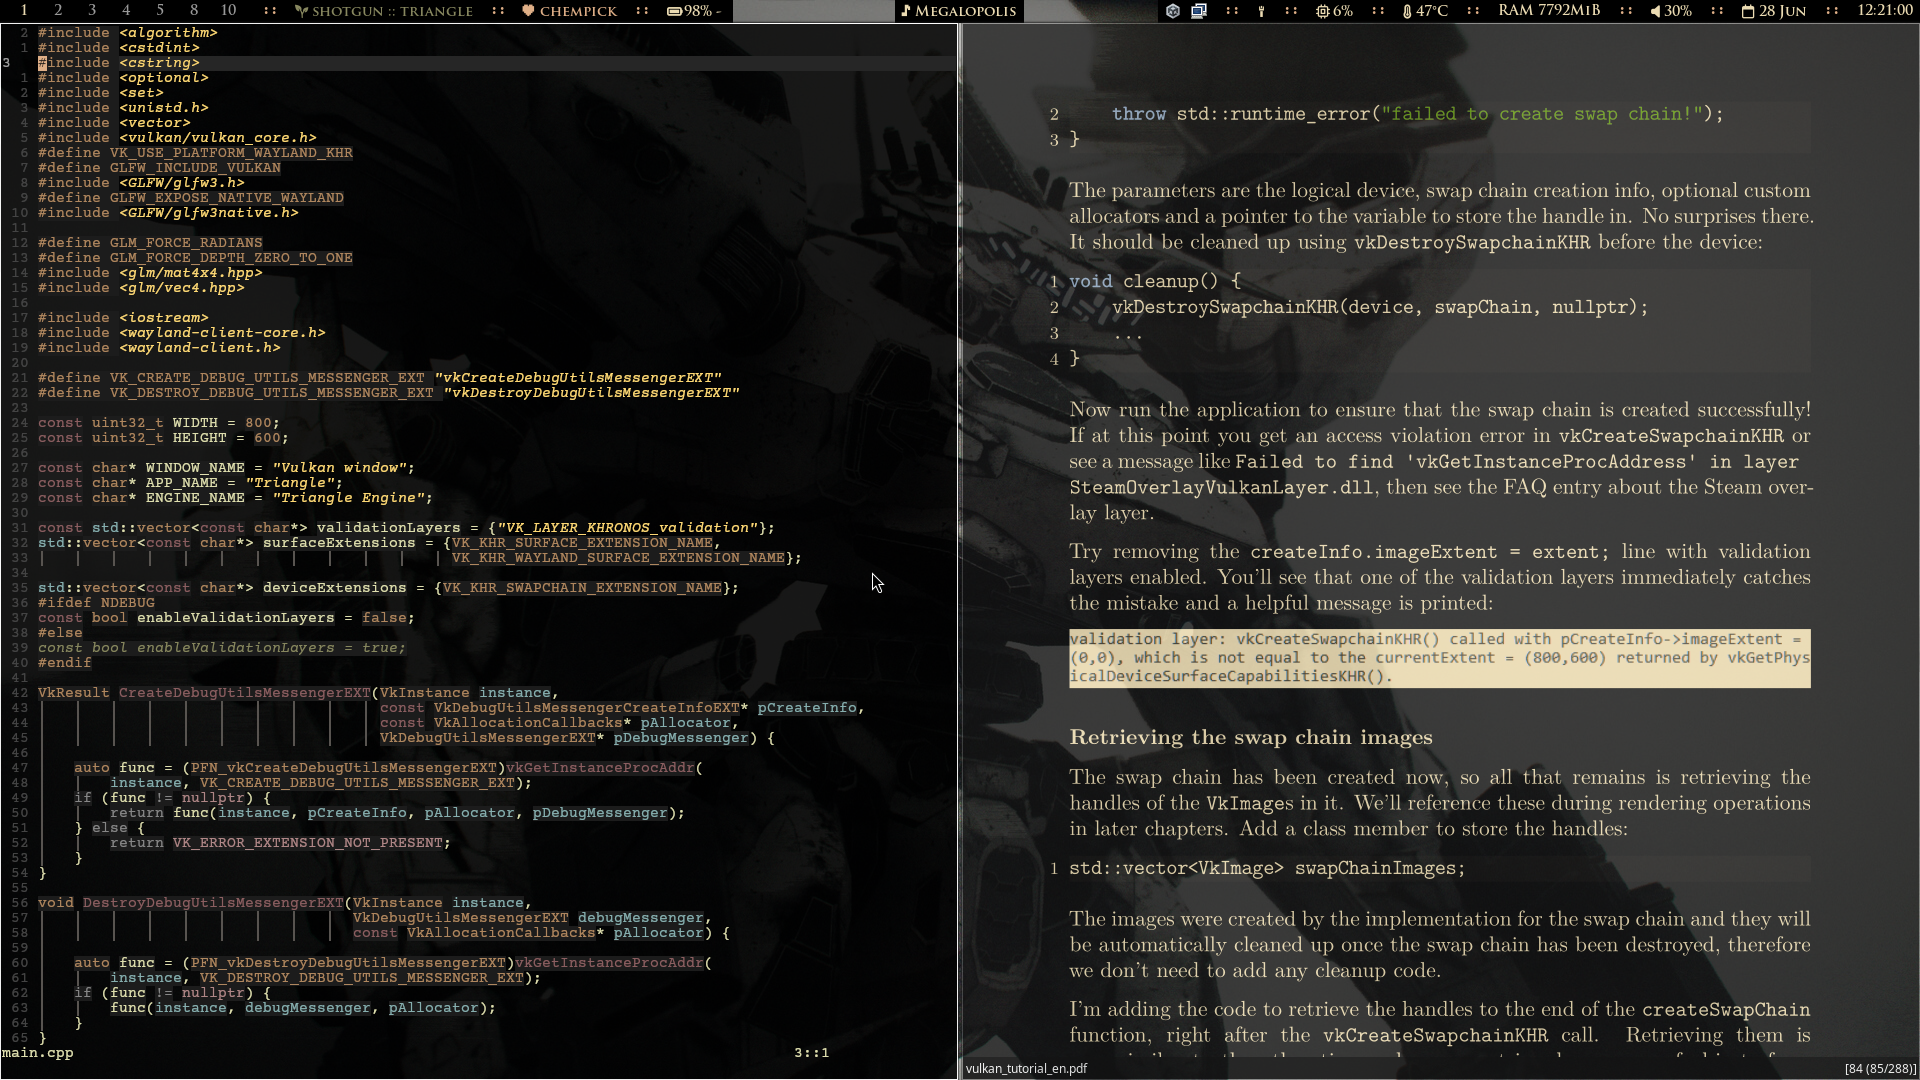 1 2 3 4 5 8 10 :: SHOTGUN :: TRIANGLE :: CHEMPICK :: 98% - MEGALOPOLIS :: :: 6% :: 47°C :: RAM 7792MiB :: 30% :: 28 JUN :: 12:21:00
2 #include <algorithm>
1 #include <cstdint>
3 #include <cstring>
1 #include <optional>
2 #include <set>
3 #include <unistd.h>
4 #include <vector>
5 #include <vulkan/vulkan_core.h>
6 #define VK_USE_PLATFORM_WAYLAND_KHR
7 #define GLFW_INCLUDE_VULKAN
8 #include <GLFW/glfw3.h>
9 #define GLFW_EXPOSE_NATIVE_WAYLAND
10 #include <GLFW/glfw3native.h>
11
12 #define GLM_FORCE_RADIANS
13 #define GLM_FORCE_DEPTH_ZERO_TO_ONE
14 #include <glm/mat4x4.hpp>
15 #include <glm/vec4.hpp>
16
17 #include <iostream>
18 #include <wayland-client-core.h>
19 #include <wayland-client.h>
20
21 #define VK_CREATE_DEBUG_UTILS_MESSENGER_EXT "vkCreateDebugUtilsMessengerEXT"
22 #define VK_DESTROY_DEBUG_UTILS_MESSENGER_EXT "vkDestroyDebugUtilsMessengerEXT"
23
24 const uint32_t WIDTH = 800;
25 const uint32_t HEIGHT = 600;
26
27 const char* WINDOW_NAME = "Vulkan window";
28 const char* APP_NAME = "Triangle";
29 const char* ENGINE_NAME = "Triangle Engine";
30
31 const std::vector<const char*> validationLayers = {"VK_LAYER_KHRONOS_validation"};
32 std::vector<const char*> surfaceExtensions = {VK_KHR_SURFACE_EXTENSION_NAME,
33 VK_KHR_WAYLAND_SURFACE_EXTENSION_NAME};
34
35 std::vector<const char*> deviceExtensions = {VK_KHR_SWAPCHAIN_EXTENSION_NAME};
36 #ifdef NDEBUG
37 const bool enableValidationLayers = false;
38 #else
39 const bool enableValidationLayers = true;
40 #endif
41
42 VkResult CreateDebugUtilsMessengerEXT(VkInstance instance,
43 const VkDebugUtilsMessengerCreateInfoEXT* pCreateInfo,
44 const VkAllocationCallbacks* pAllocator,
45 VkDebugUtilsMessengerEXT* pDebugMessenger) {
46
47 auto func = (PFN_vkCreateDebugUtilsMessengerEXT)vkGetInstanceProcAddr(
48 instance, VK_CREATE_DEBUG_UTILS_MESSENGER_EXT);
49 if (func != nullptr) {
50 return func(instance, pCreateInfo, pAllocator, pDebugMessenger);
51 } else {
52 return VK_ERROR_EXTENSION_NOT_PRESENT;
53 }
54 }
55
56 void DestroyDebugUtilsMessengerEXT(VkInstance instance,
57 VkDebugUtilsMessengerEXT debugMessenger,
58 const VkAllocationCallbacks* pAllocator) {
59
60 auto func = (PFN_vkDestroyDebugUtilsMessengerEXT)vkGetInstanceProcAddr(
61 instance, VK_DESTROY_DEBUG_UTILS_MESSENGER_EXT);
62 if (func != nullptr) {
63 func(instance, debugMessenger, pAllocator);
64 }
65 }
main.cpp 3::1
2 throw std::runtime_error("failed to create swap chain!");
3 }
The parameters are the logical device, swap chain creation info, optional custom
allocators and a pointer to the variable to store the handle in. No surprises there.
It should be cleaned up using vkDestroySwapchainKHR before the device:
1 void cleanup() {
2 vkDestroySwapchainKHR(device, swapChain, nullptr);
3 ...
4 }
Now run the application to ensure that the swap chain is created successfully!
If at this point you get an access violation error in vkCreateSwapchainKHR or
see a message like Failed to find 'vkGetInstanceProcAddress' in layer
SteamOverlayVulkanLayer.dll, then see the FAQ entry about the Steam over-
lay layer.
Try removing the createInfo.imageExtent = extent; line with validation
layers enabled. You'll see that one of the validation layers immediately catches
the mistake and a helpful message is printed:
validation layer: vkCreateSwapchainKHR() called with pCreateInfo->imageExtent =
(0,0), which is not equal to the currentExtent = (800,600) returned by vkGetPhys
icalDeviceSurfaceCapabilitiesKHR().
Retrieving the swap chain images
The swap chain has been created now, so all that remains is retrieving the
handles of the VkImages in it. We'll reference these during rendering operations
in later chapters. Add a class member to store the handles:
1 std::vector<VkImage> swapChainImages;
The images were created by the implementation for the swap chain and they will
be automatically cleaned up once the swap chain has been destroyed, therefore
we don't need to add any cleanup code.
I'm adding the code to retrieve the handles to the end of the createSwapChain
function, right after the vkCreateSwapchainKHR call. Retrieving them is
vulkan_tutorial_en.pdf [84 (85/288)]